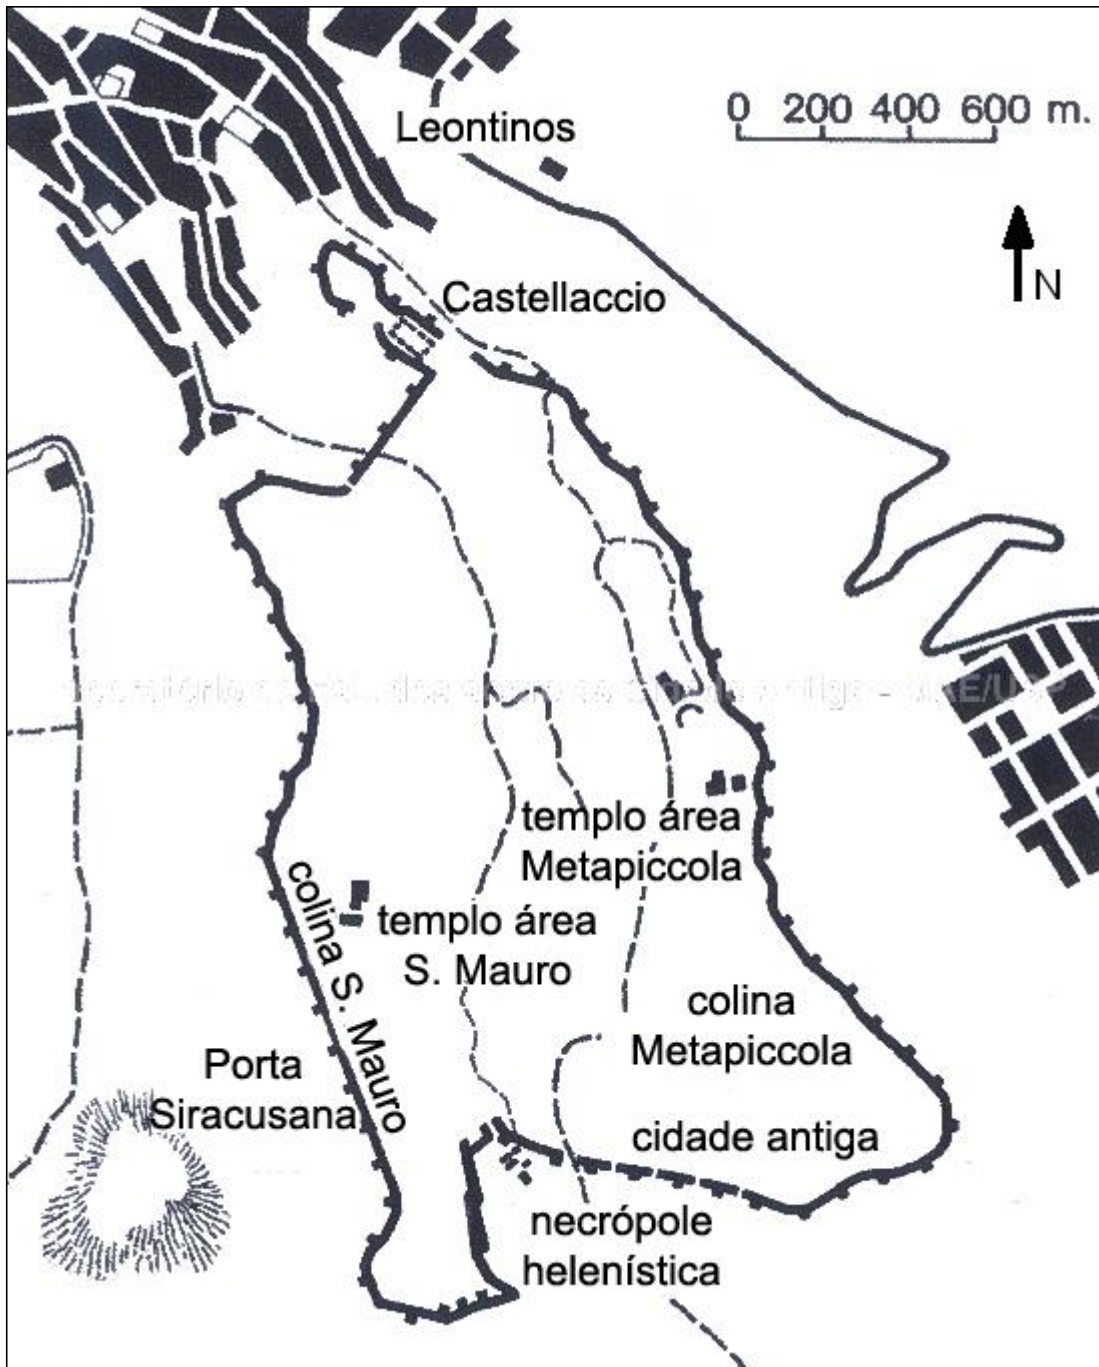 Leontinos
0 200 400 600 m.
N
Castellaccio
templo área
Metapiccola
colina S. Mauro
templo área
S. Mauro
colina
Metapiccola
Porta
Siracusana
cidade antiga
necrópole
helenística